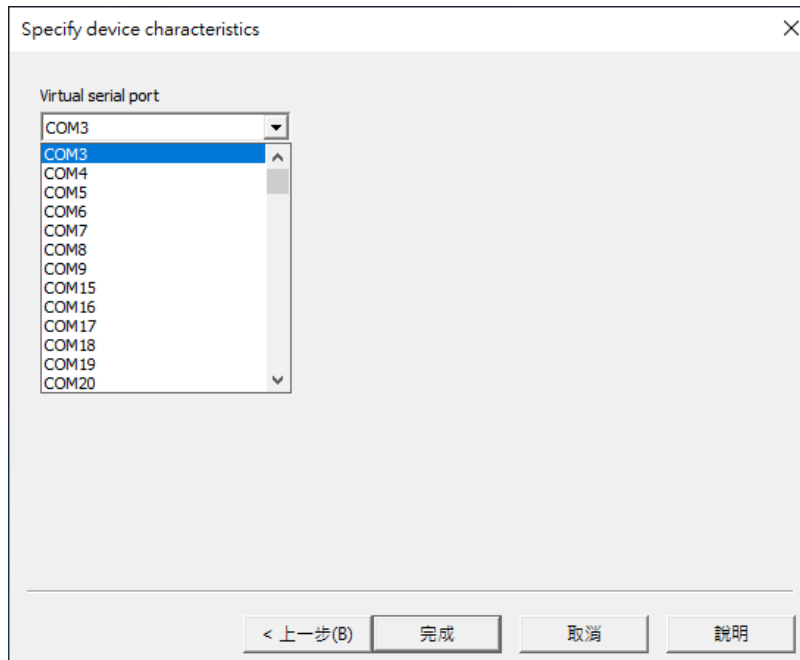 Specify device characteristics
Virtual serial port
COM3
COM3
COM4
COM5
COM6
COM7
COM8
COM9
COM15
COM16
COM17
COM18
COM19
COM20
< 上一步(B)
完成
取消
說明